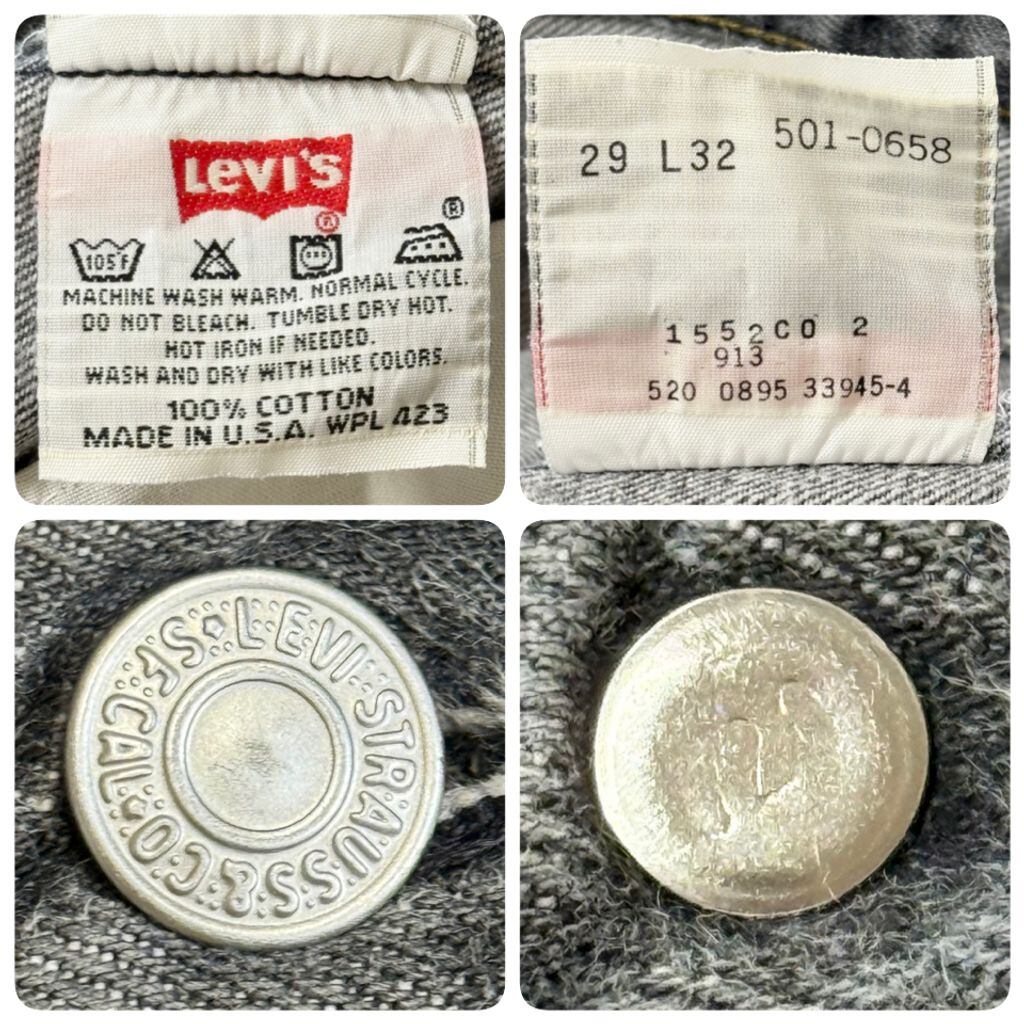 Levi's
®
®
105°F
MACHINE WASH WARM. NORMAL CYCLE.
DO NOT BLEACH. TUMBLE DRY HOT.
HOT IRON IF NEEDED.
WASH AND DRY WITH LIKE COLORS.
100% COTTON
MADE IN U.S.A. WPL 423
29 L32 501-0658
1552C0 2
913
520 0895 33945-4
LEVI STRAUSS & CO. S.F. CAL